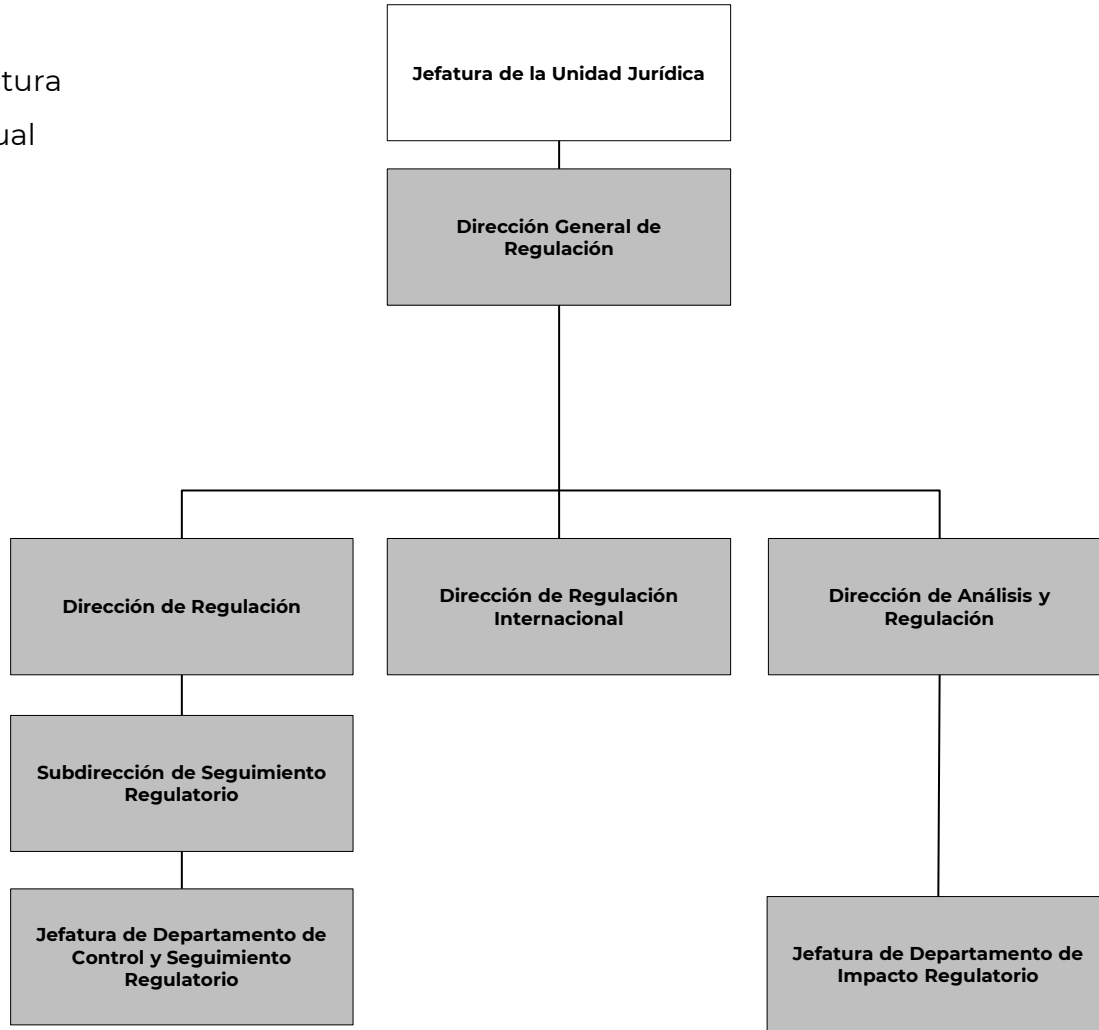 tura
ual
Jefatura de la Unidad Jurídica
Dirección General de
Regulación
Dirección de Regulación
Dirección de Regulación
Internacional
Dirección de Análisis y
Regulación
Subdirección de Seguimiento
Regulatorio
Jefatura de Departamento de
Control y Seguimiento
Regulatorio
Jefatura de Departamento de
Impacto Regulatorio